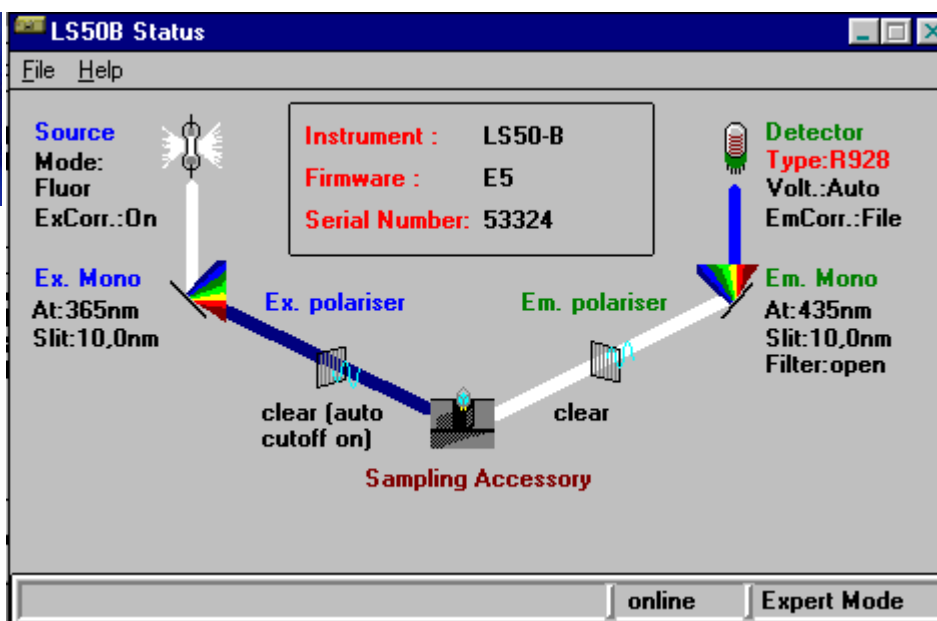 LS50B Status
File Help
Source
Mode:
Fluor
ExCorr.:On
Instrument : LS50-B
Firmware : E5
Serial Number: 53324
Detector
Type:R928
Volt.:Auto
EmCorr.:File
Ex. Mono
At:365nm
Slit:10,0nm
Ex. polariser
Em. polariser
Em. Mono
At:435nm
Slit:10,0nm
Filter:open
clear (auto
cutoff on)
clear
Sampling Accessory
online
Expert Mode